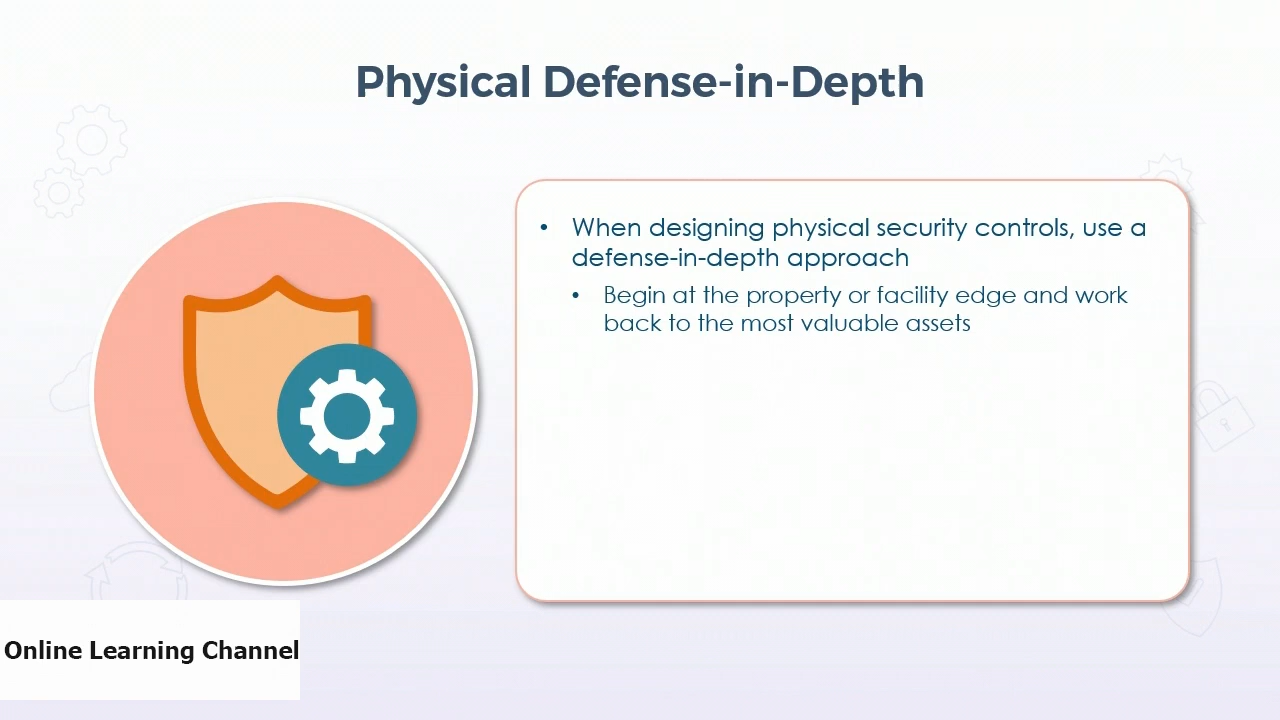 Physical Defense-in-Depth
• When designing physical security controls, use a
defense-in-depth approach
• Begin at the property or facility edge and work
back to the most valuable assets
Online Learning Channel